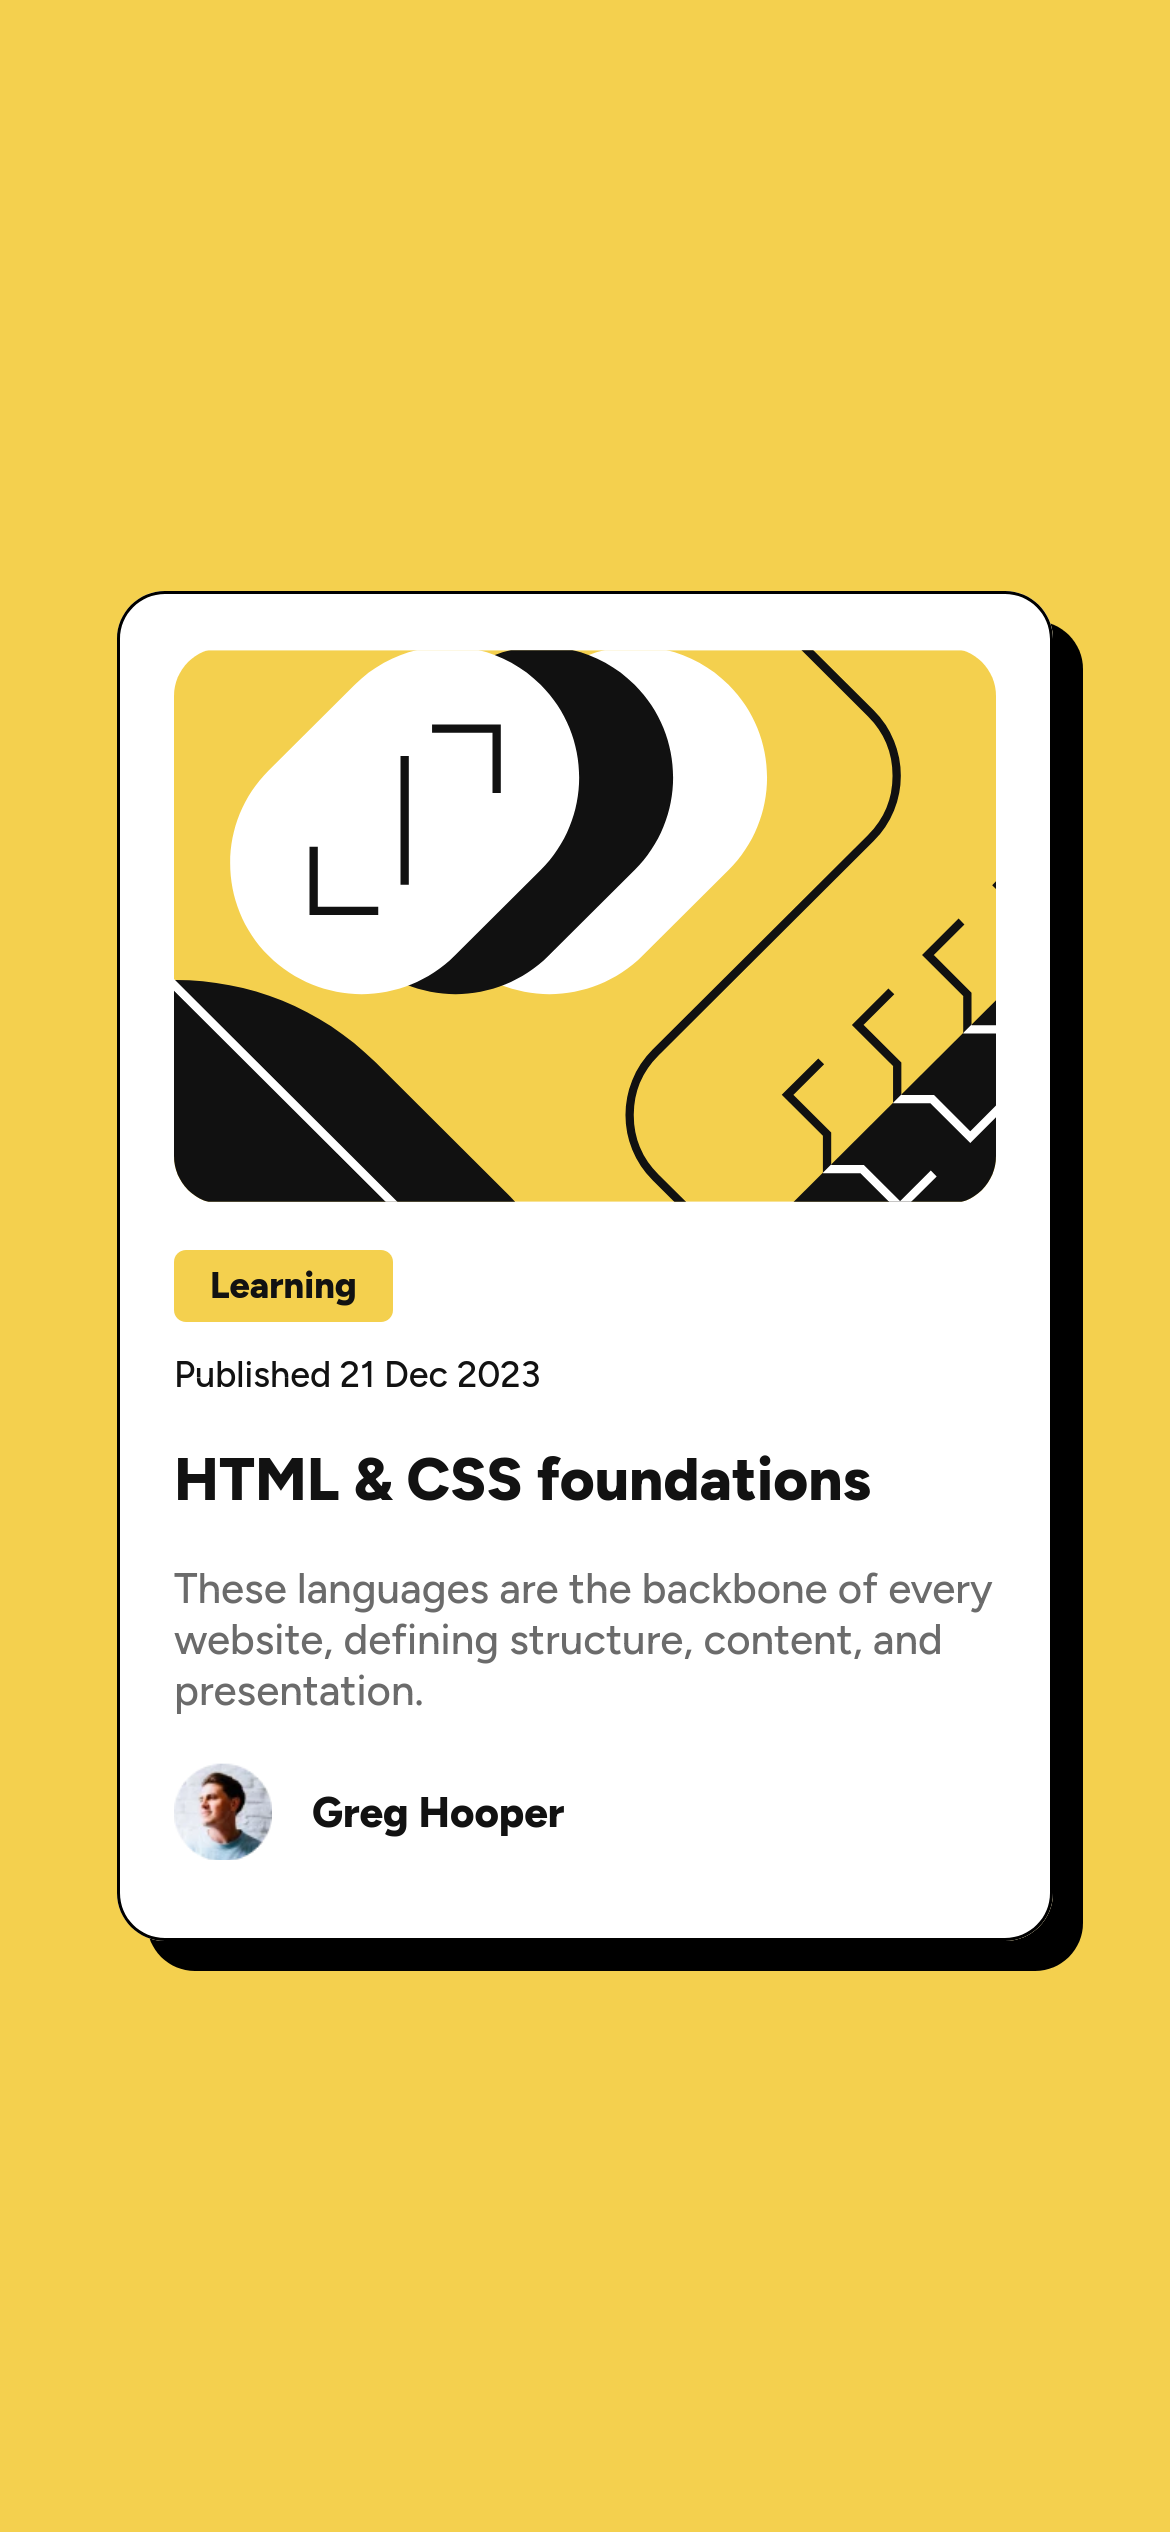 Learning
Published 21 Dec 2023
HTML & CSS foundations
These languages are the backbone of every
website, defining structure, content, and
presentation.
Greg Hooper